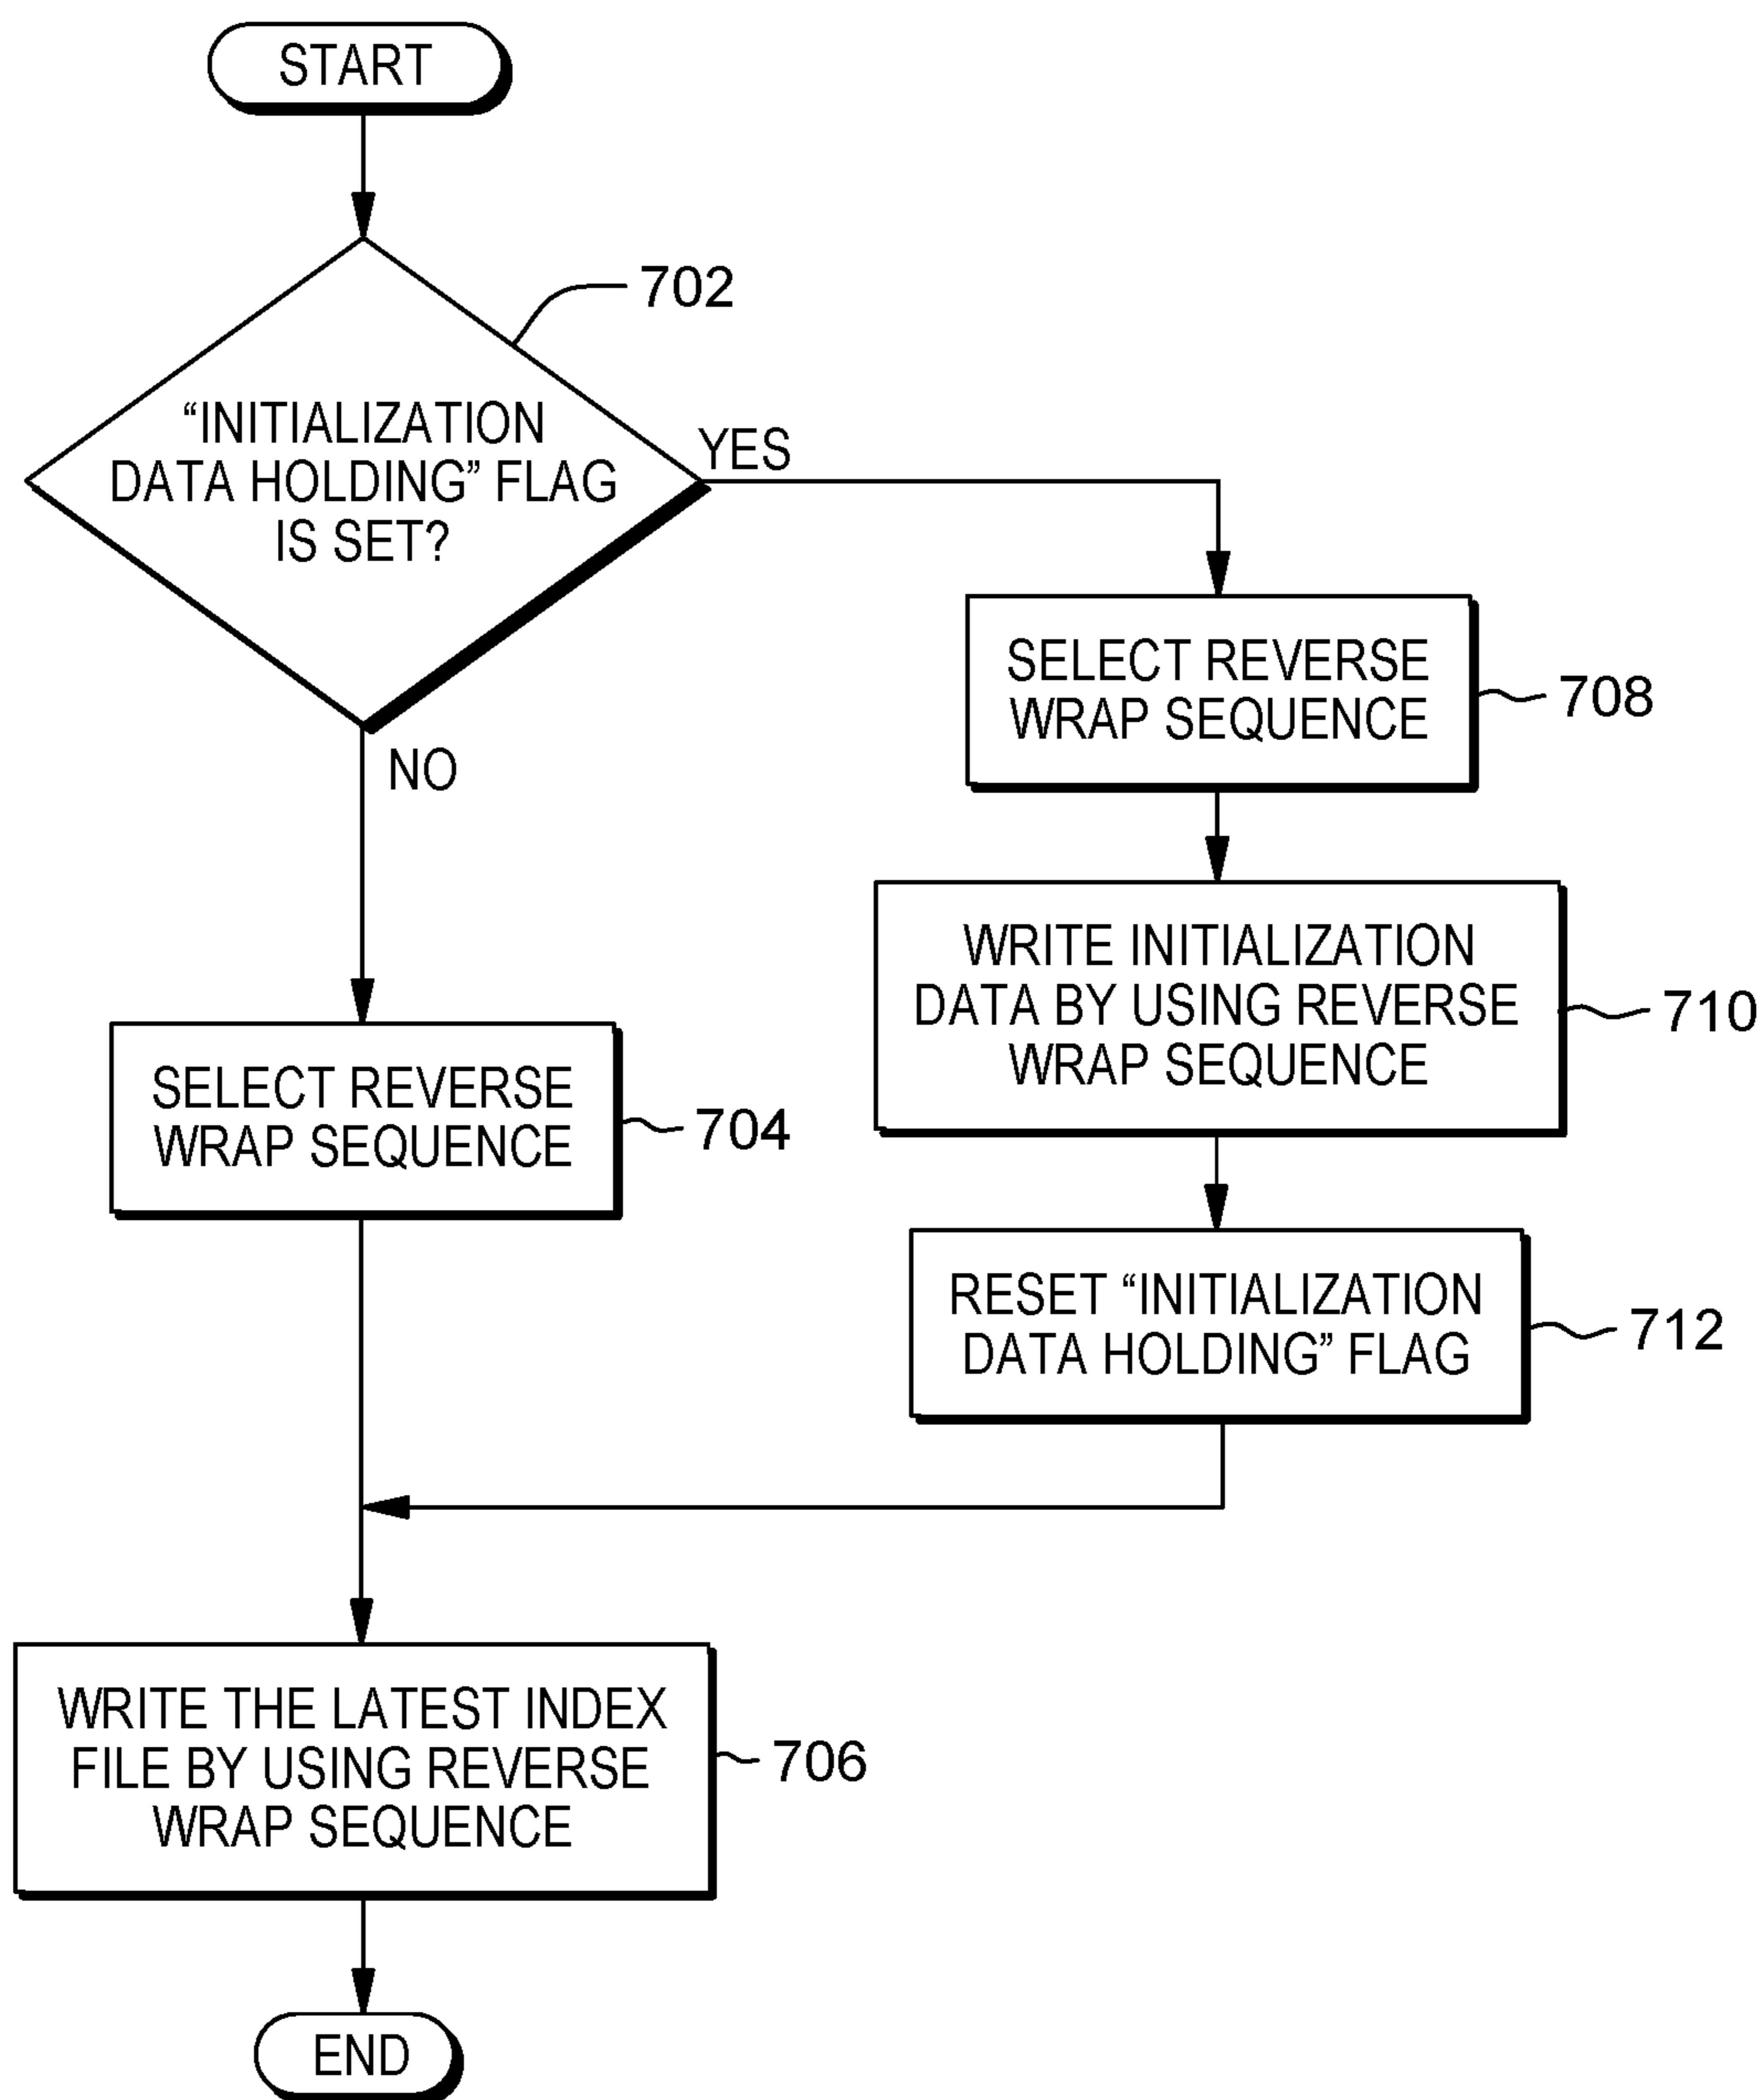 START
702
“INITIALIZATION
DATA HOLDING” FLAG
IS SET?
YES
NO
SELECT REVERSE
WRAP SEQUENCE
708
WRITE INITIALIZATION
DATA BY USING REVERSE
WRAP SEQUENCE
710
SELECT REVERSE
WRAP SEQUENCE
704
RESET “INITIALIZATION
DATA HOLDING” FLAG
712
WRITE THE LATEST INDEX
FILE BY USING REVERSE
WRAP SEQUENCE
706
END